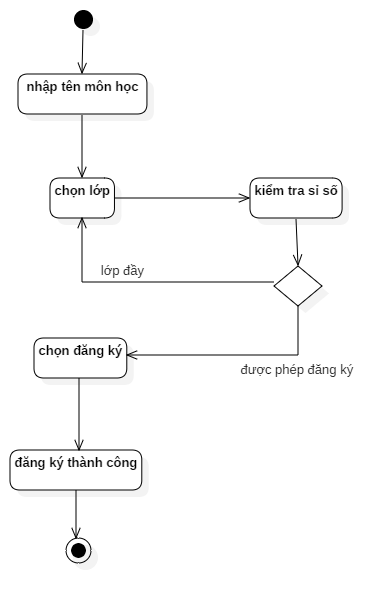 nhập tên môn học
chọn lớp
kiểm tra sỉ số
lớp đầy
chọn đăng ký
được phép đăng ký
đăng ký thành công